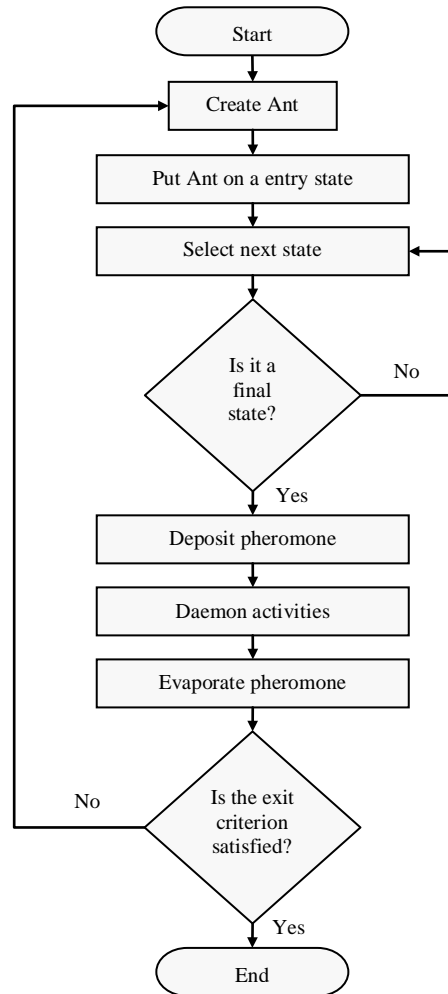 Start
Create Ant
Put Ant on a entry state
Select next state
Is it a
final
state?
No
Yes
Deposit pheromone
Daemon activities
Evaporate pheromone
No
Is the exit
criterion
satisfied?
Yes
End